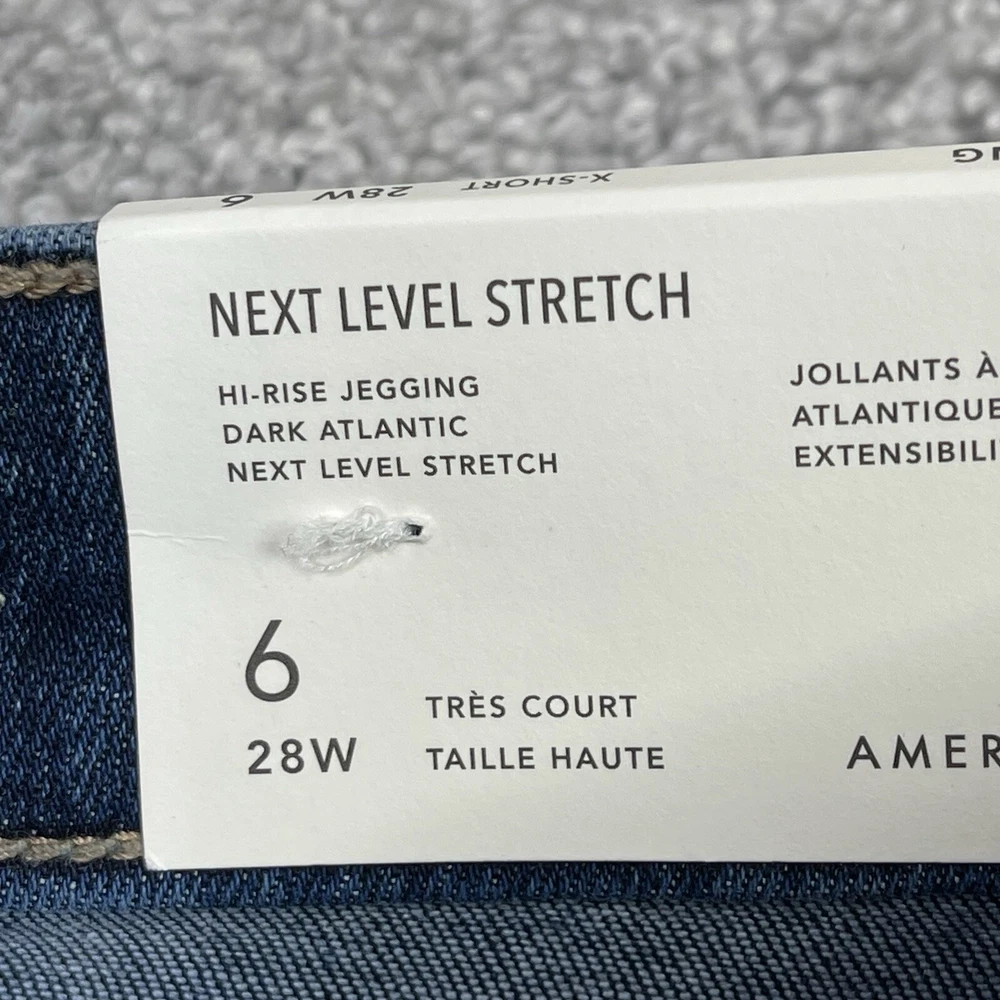 6 28W X-SHORT
NEXT LEVEL STRETCH
HI-RISE JEGGING
DARK ATLANTIC
NEXT LEVEL STRETCH
JOLLANTS À
ATLANTIQUE
EXTENSIBILI
6
28W
TRÈS COURT
TAILLE HAUTE
AMER